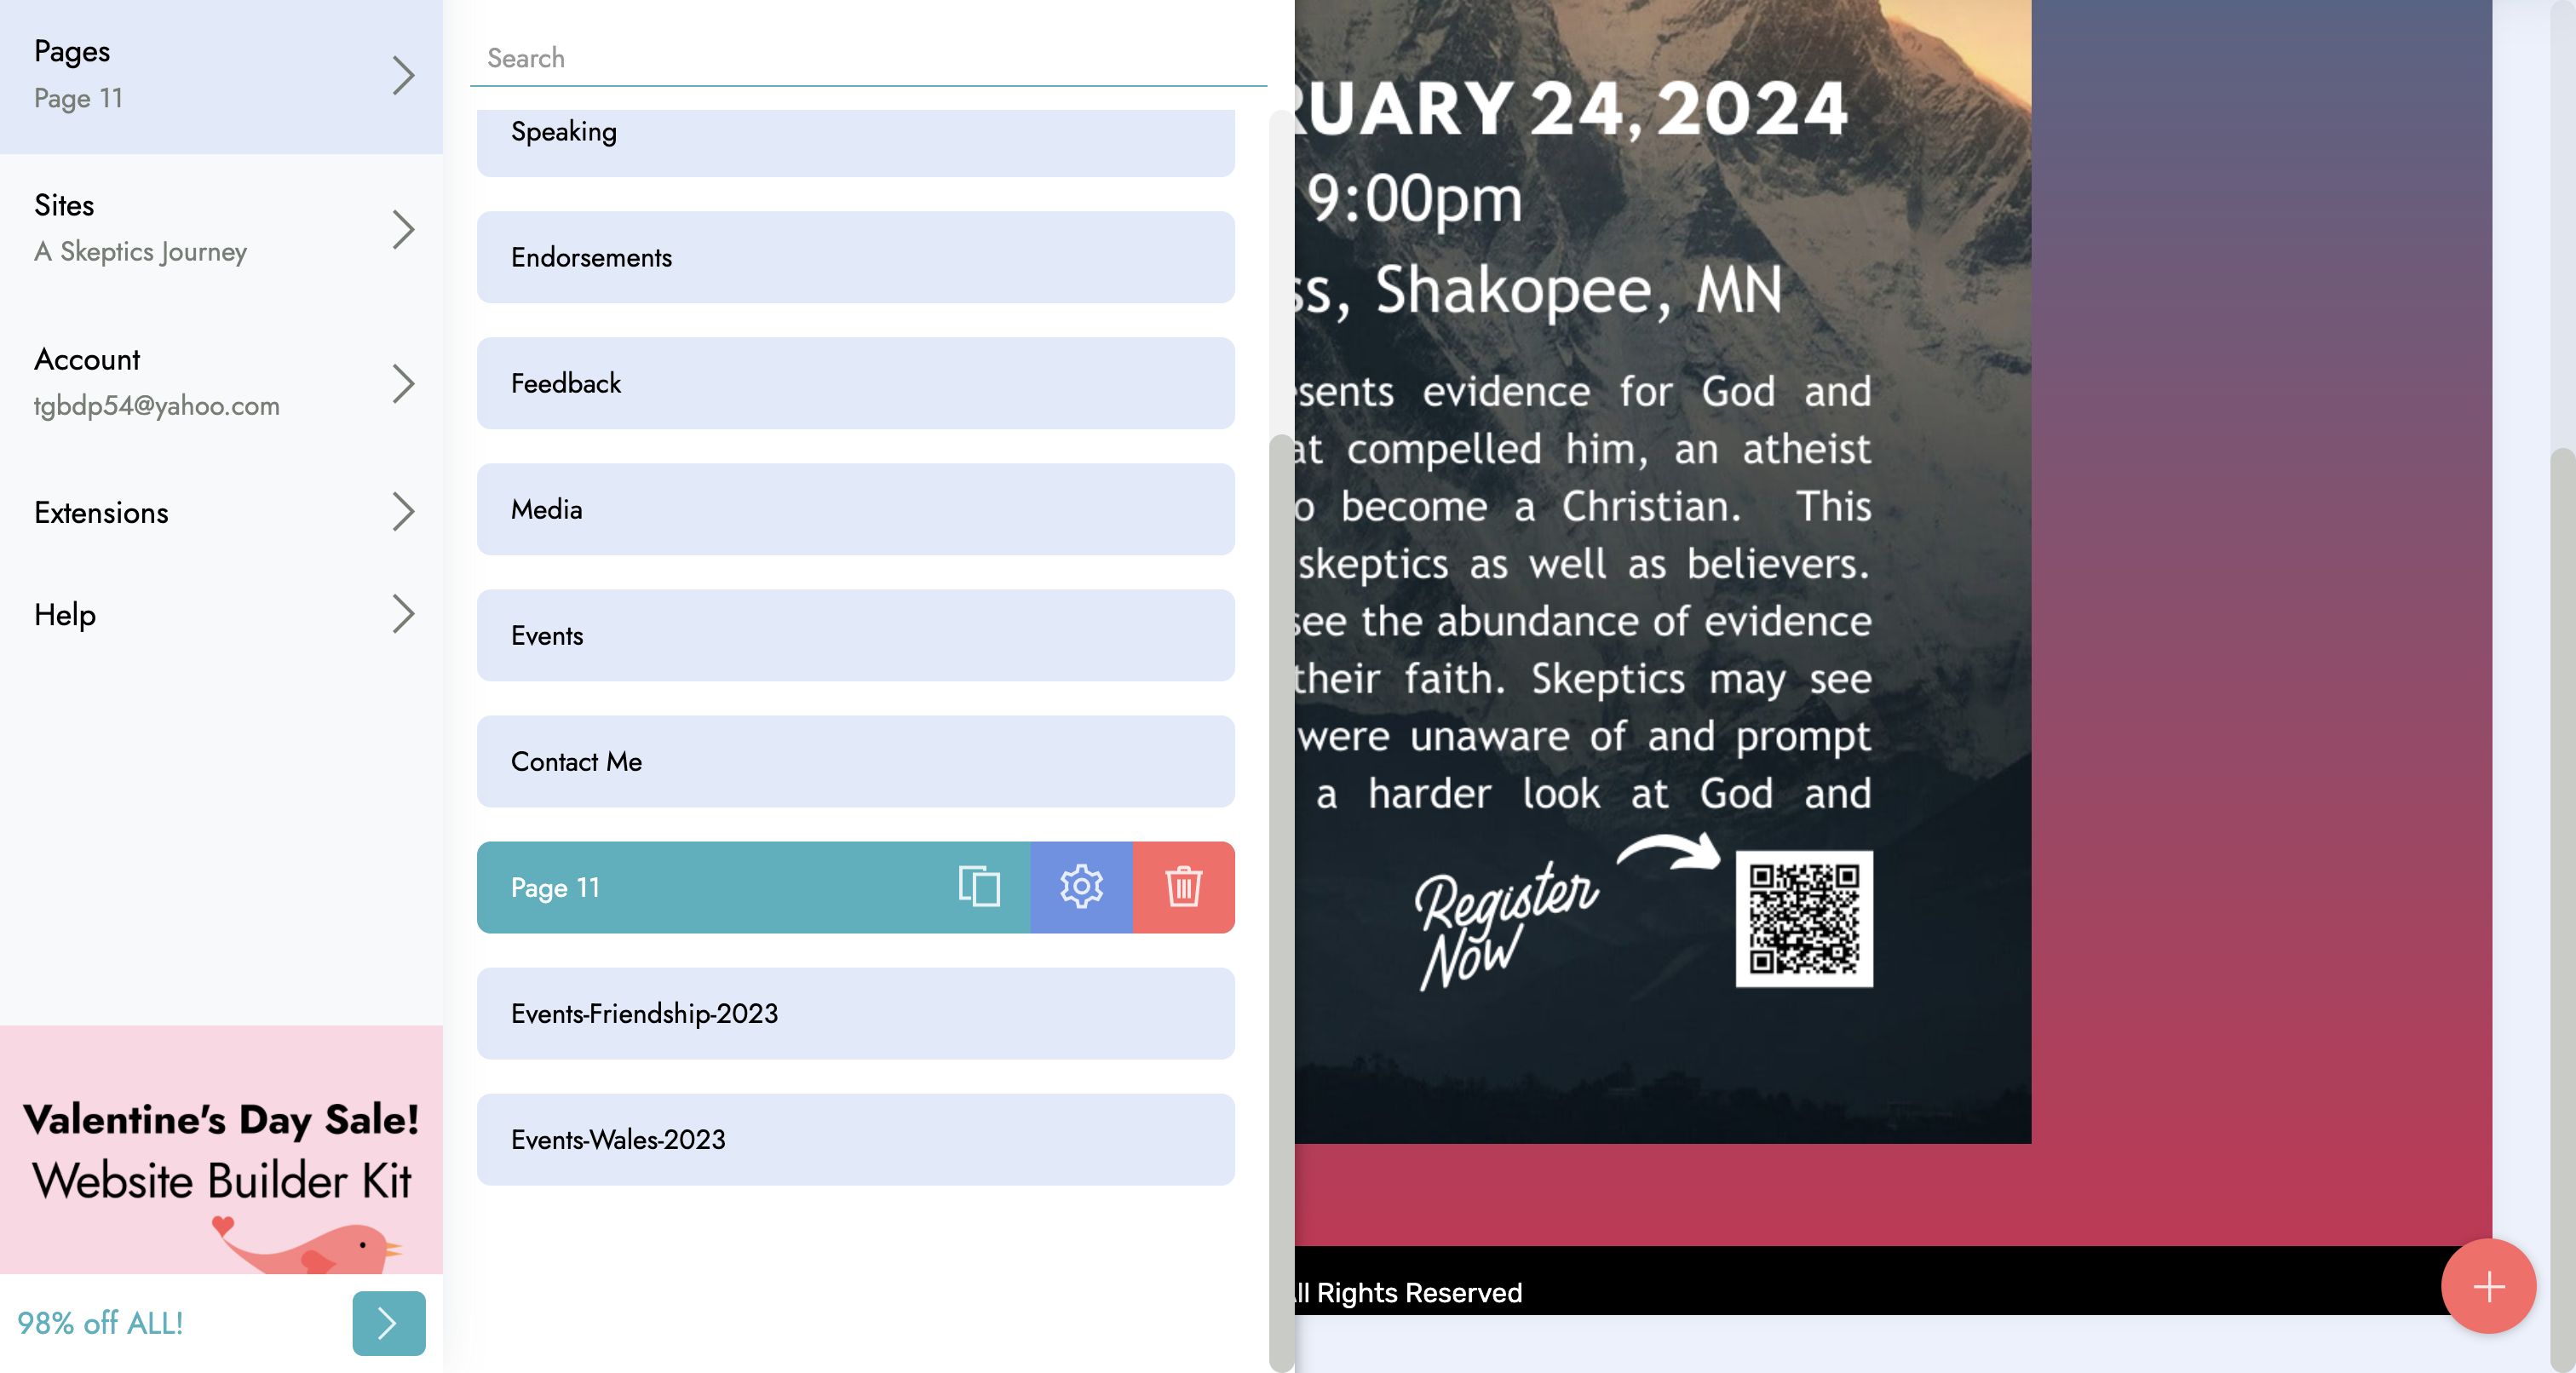 Pages
Page 11
Sites
A Skeptics Journey
Account
tgbdp54@yahoo.com
Extensions
Help
Valentine's Day Sale!
Website Builder Kit
98% off ALL!
Search
Speaking
Endorsements
Feedback
Media
Events
Contact Me
Page 11
Events-Friendship-2023
Events-Wales-2023
RUARY 24, 2024
9:00pm
ss, Shakopee, MN
sents evidence for God and
at compelled him, an atheist
o become a Christian. This
skeptics as well as believers.
see the abundance of evidence
their faith. Skeptics may see
were unaware of and prompt
a harder look at God and
Register
Now
ll Rights Reserved